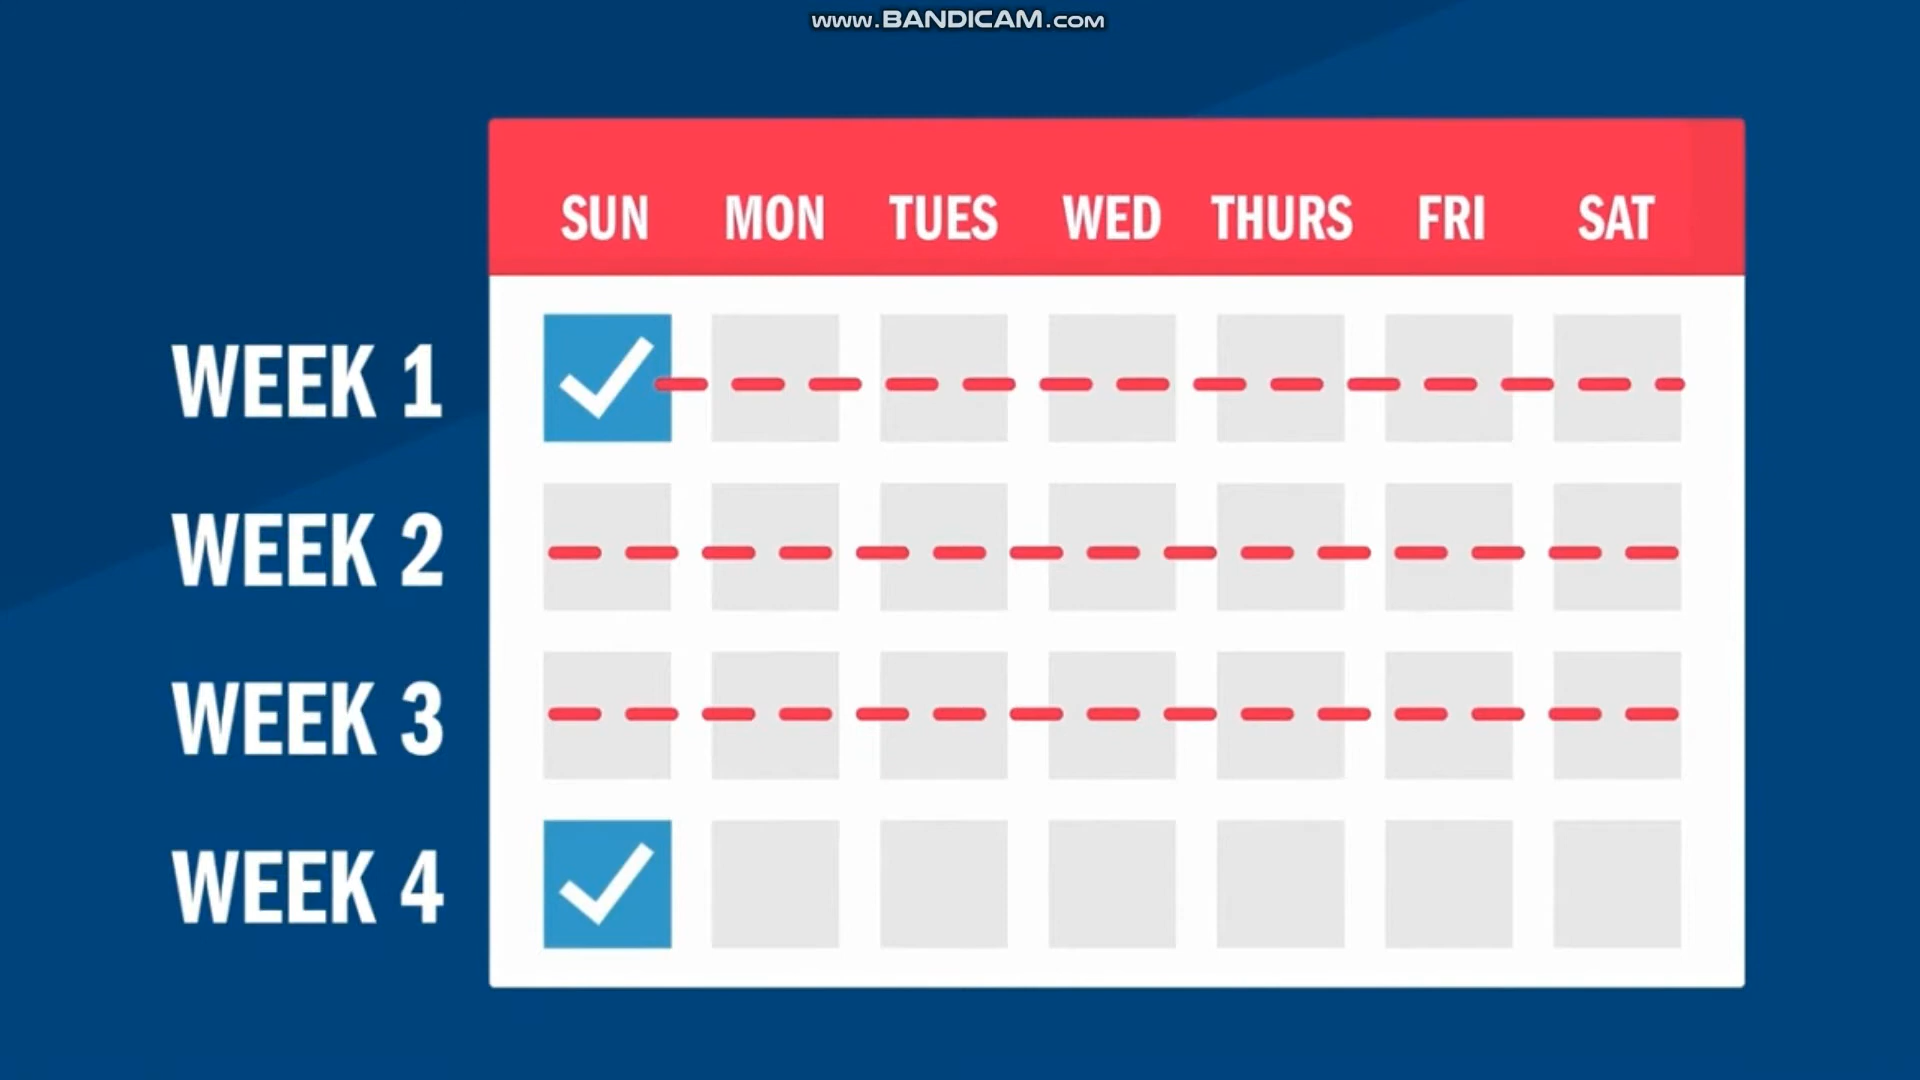 www.BANDICAM.com
SUN MON TUES WED THURS FRI SAT
WEEK 1
WEEK 2
WEEK 3
WEEK 4